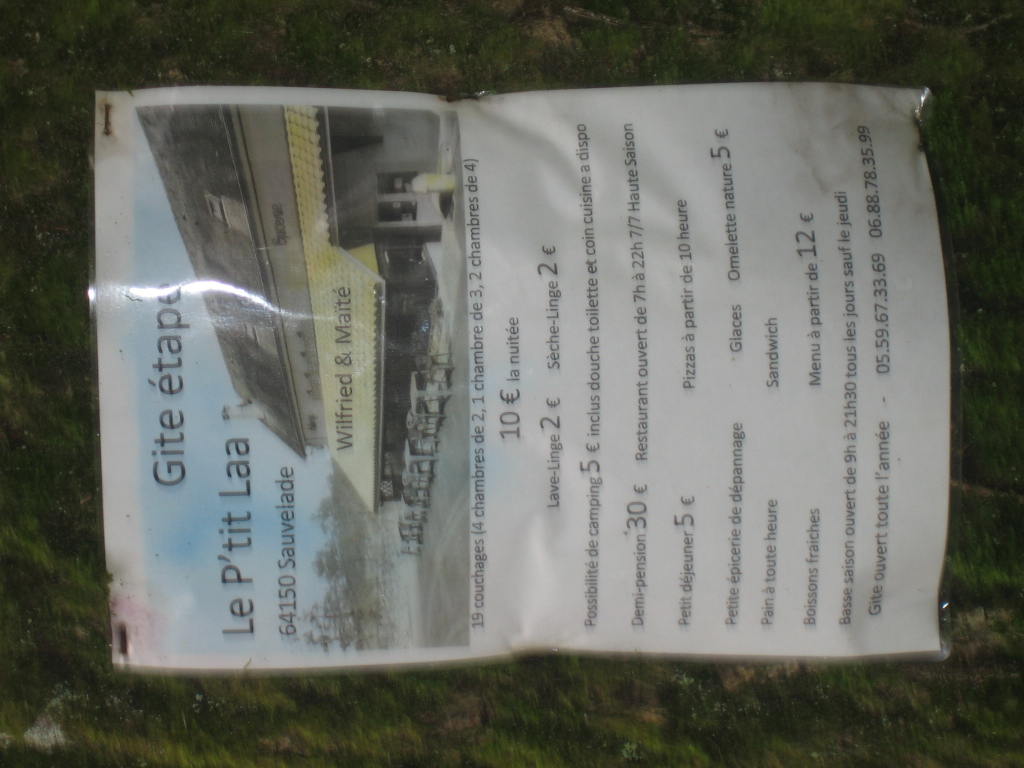 Gite étape
Le P'tit Laa
64150 Sauvelade
Wilfried & Maïté
19 couchages (4 chambres de 2, 1 chambre de 3, 2 chambres de 4)
10 € la nuitée
Lave-Linge 2 € Sèche-Linge 2 €
Possibilité de camping 5 € inclus douche toilette et coin cuisine a dispo
Demi-pension 30 € Restaurant ouvert de 7h à 22h 7/7 Haute Saison
Petit déjeuner 5 € Pizzas à partir de 10 heure
Petite épicerie de dépannage Glaces Omelette nature 5 €
Pain à toute heure Sandwich
Boissons fraiches Menu à partir de 12 €
Basse saison ouvert de 9h à 21h30 tous les jours sauf le jeudi
Gite ouvert toute l'année - 05.59.67.33.69 06.88.78.35.99